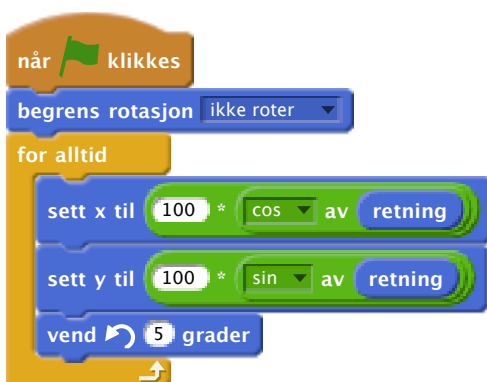 når klikkes
begrens rotasjon ikke roter
for alltid
sett x til 100 * cos av retning
sett y til 100 * sin av retning
vend 5 grader